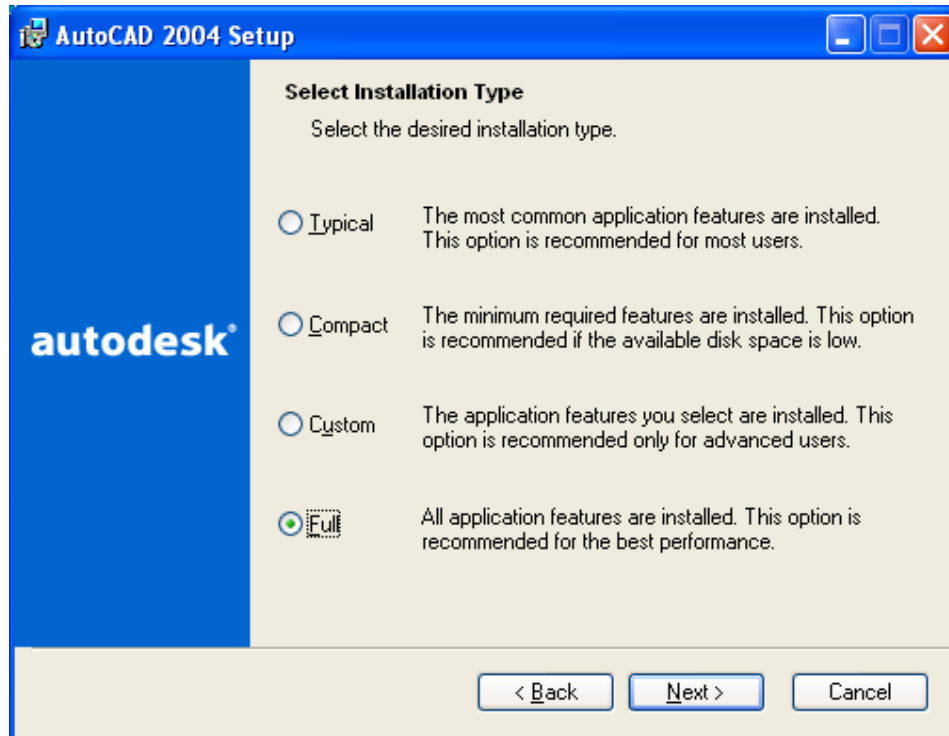 AutoCAD 2004 Setup
Select Installation Type
Select the desired installation type.
Typical
The most common application features are installed.
This option is recommended for most users.
autodesk®
Compact
The minimum required features are installed. This option
is recommended if the available disk space is low.
Custom
The application features you select are installed. This
option is recommended only for advanced users.
Full
All application features are installed. This option is
recommended for the best performance.
< Back
Next >
Cancel